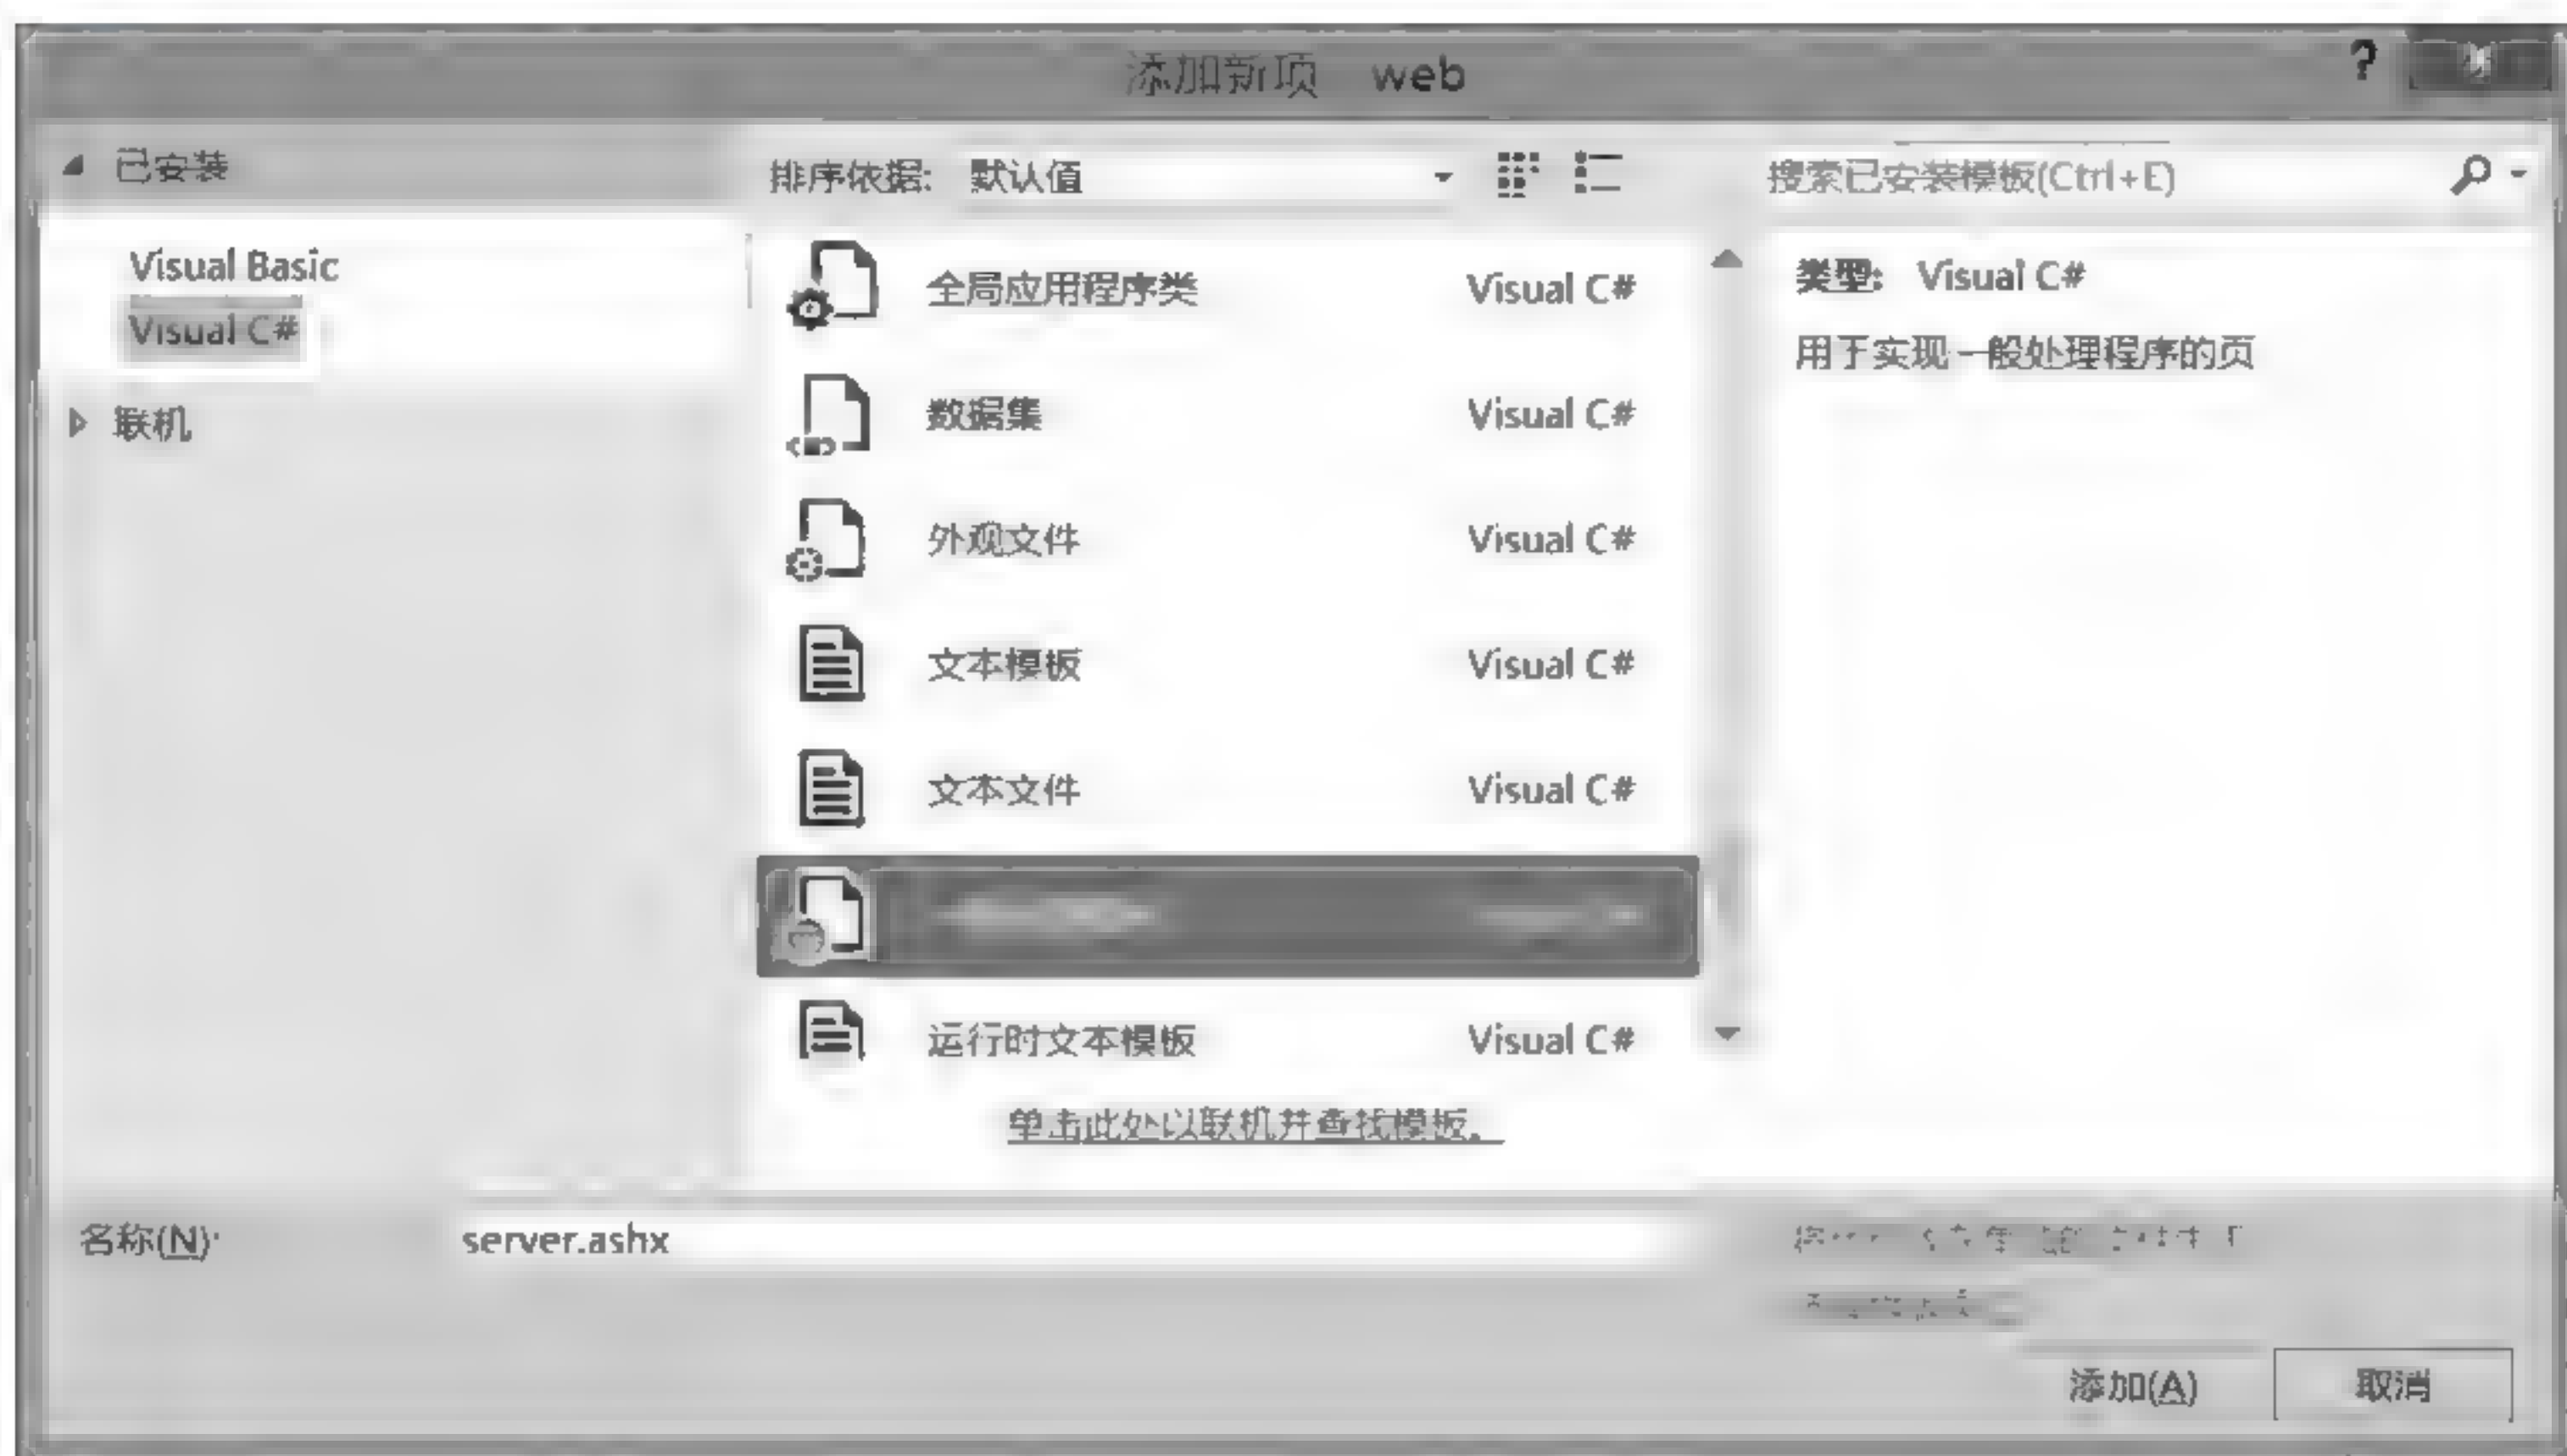 添加新项 web ?
已安装
排序依据: 默认值
搜索已安装模板(Ctrl+E)
Visual Basic
Visual C#
联机
全局应用程序类 Visual C#
数据集 Visual C#
外观文件 Visual C#
文本模板 Visual C#
文本文件 Visual C#
运行时文本模板 Visual C#
单击此处以联机并查找模板。
类型: Visual C#
用于实现一般处理程序的页
名称(N): server.ashx
添加(A) 取消